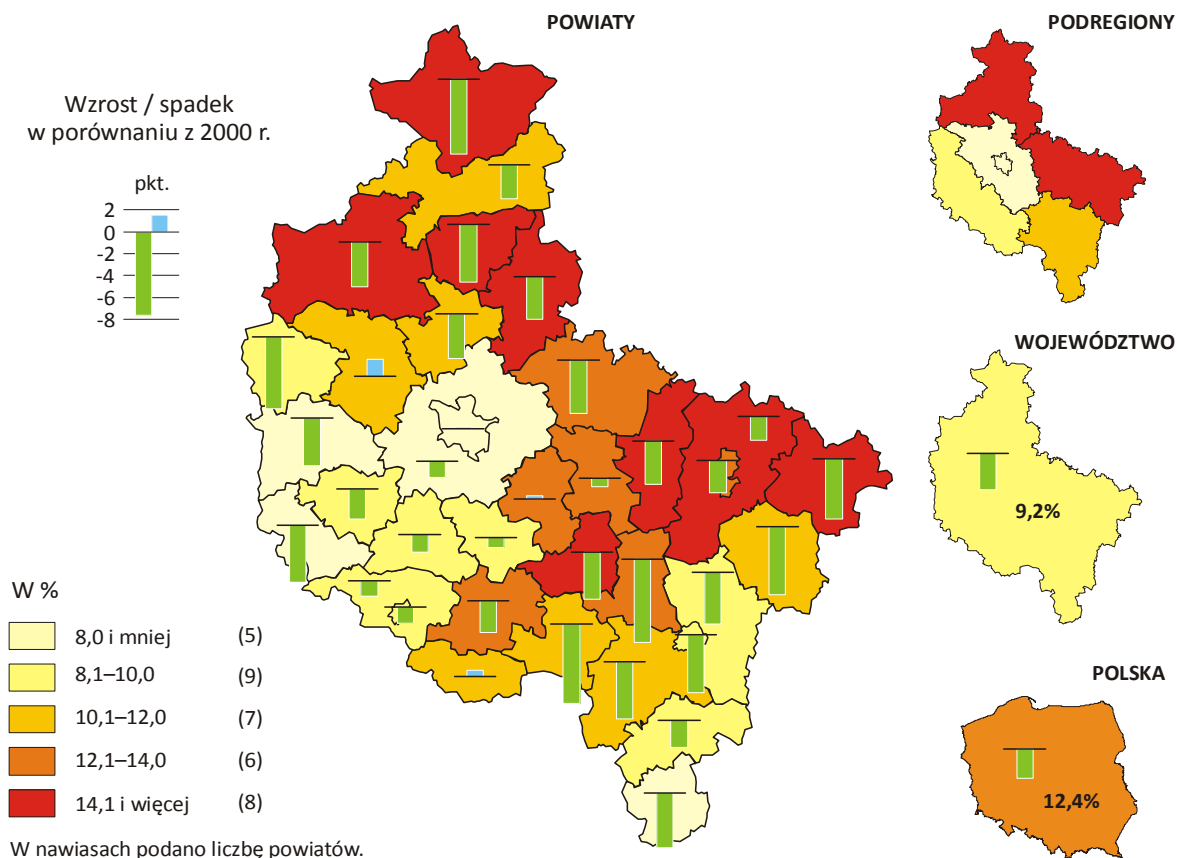 POWIATY
PODREGIONY
Wzrost / spadek
w porównaniu z 2000 r.
pkt.
2
0
-2
-4
-6
-8
WOJEWÓDZTWO
9,2%
W %
8,0 i mniej (5)
8,1–10,0 (9)
10,1–12,0 (7)
12,1–14,0 (6)
14,1 i więcej (8)
POLSKA
12,4%
W nawiasach podano liczbę powiatów.